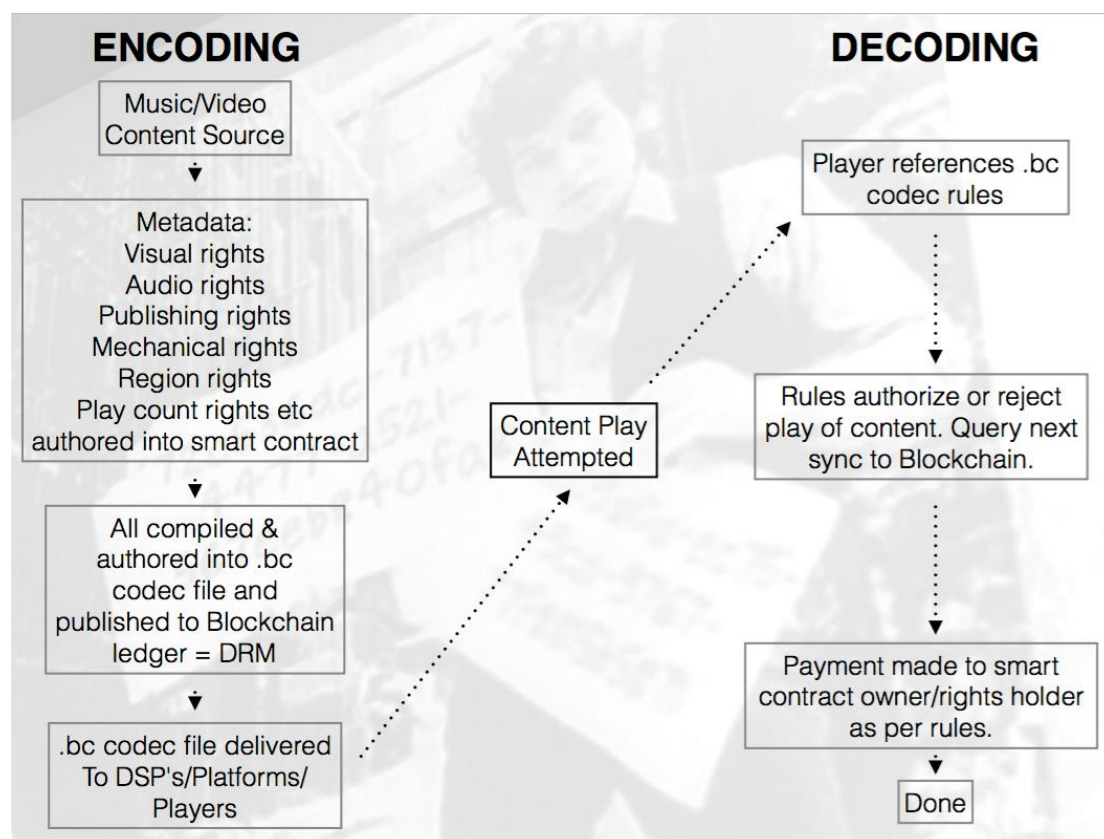 ENCODING
Music/Video
Content Source
Metadata:
Visual rights
Audio rights
Publishing rights
Mechanical rights
Region rights
Play count rights etc
authored into smart contract
All compiled &
authored into .bc
codec file and
published to Blockchain
ledger = DRM
.bc codec file delivered
To DSP's/Platforms/
Players
Content Play
Attempted
DECODING
Player references .bc
codec rules
Rules authorize or reject
play of content. Query next
sync to Blockchain.
Payment made to smart
contract owner/rights holder
as per rules.
Done